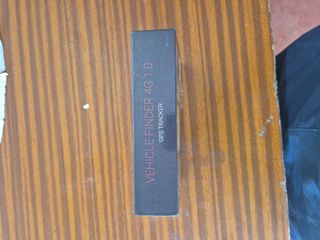 VEHICLE FINDER 4G 1.0
GPS TRACKER